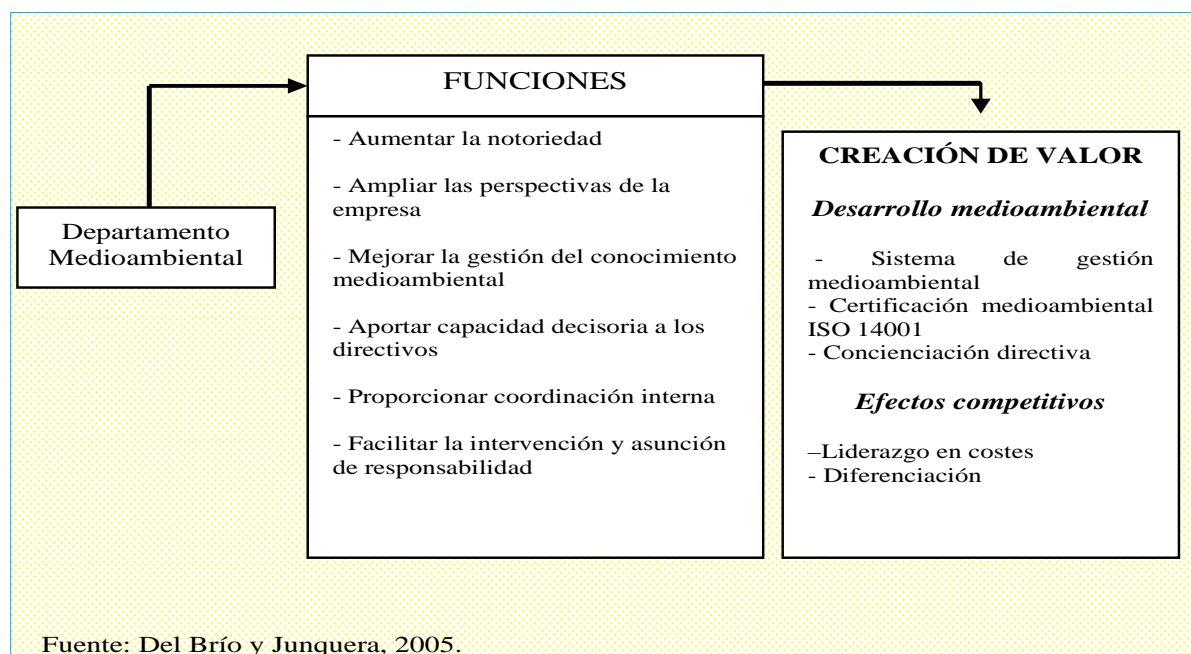 Departamento
Medioambiental
FUNCIONES
- Aumentar la notoriedad
- Ampliar las perspectivas de la
empresa
- Mejorar la gestión del conocimiento
medioambiental
- Aportar capacidad decisoria a los
directivos
- Proporcionar coordinación interna
- Facilitar la intervención y asunción
de responsabilidad
CREACIÓN DE VALOR
Desarrollo medioambiental
- Sistema de gestión
medioambiental
- Certificación medioambiental
ISO 14001
- Concienciación directiva
Efectos competitivos
–Liderazgo en costes
- Diferenciación
Fuente: Del Brío y Junquera, 2005.